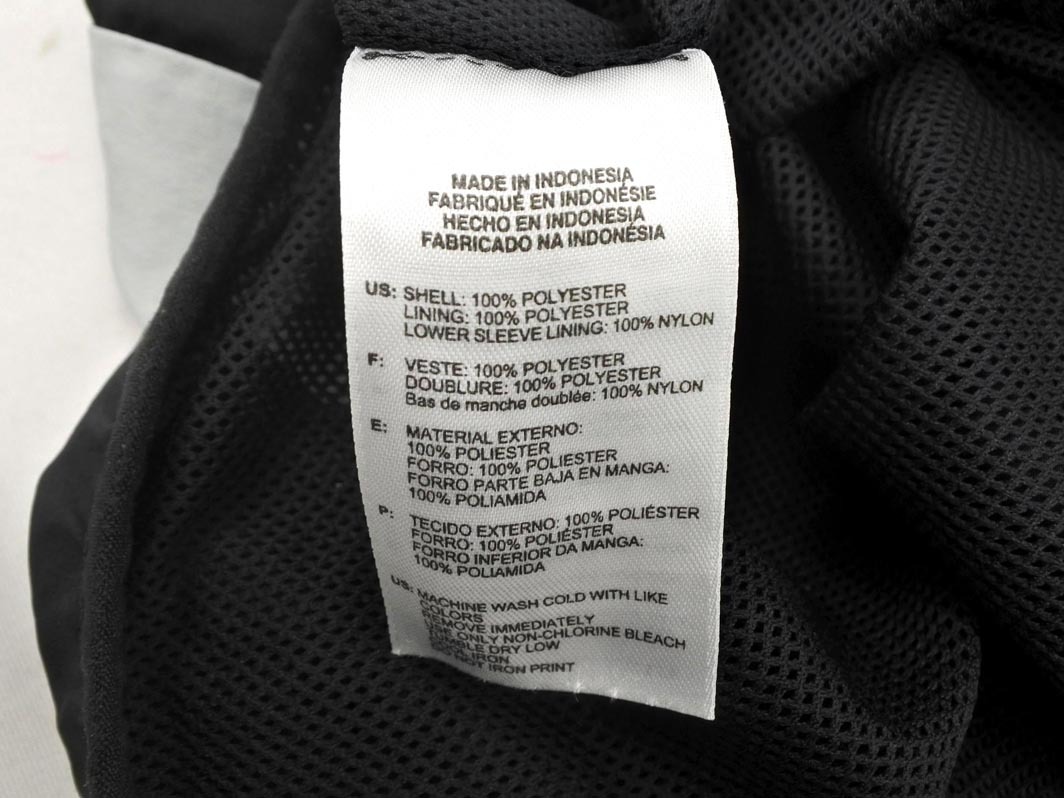 MADE IN INDONESIA
FABRIQUÉ EN INDONÉSIE
HECHO EN INDONESIA
FABRICADO NA INDONÉSIA
US: SHELL: 100% POLYESTER
LINING: 100% POLYESTER
LOWER SLEEVE LINING: 100% NYLON
F: VESTE: 100% POLYESTER
DOUBLURE: 100% POLYESTER
Bas de manche doublée: 100% NYLON
E: MATERIAL EXTERNO:
100% POLIESTER
FORRO: 100% POLIESTER
FORRO PARTE BAJA EN MANGA:
100% POLIAMIDA
P: TECIDO EXTERNO: 100% POLIÉSTER
FORRO: 100% POLIÉSTER
FORRO INFERIOR DA MANGA:
100% POLIAMIDA
US: MACHINE WASH COLD WITH LIKE
COLORS
REMOVE IMMEDIATELY
ONLY NON-CHLORINE BLEACH
DRY LOW
IRON
NOT IRON PRINT